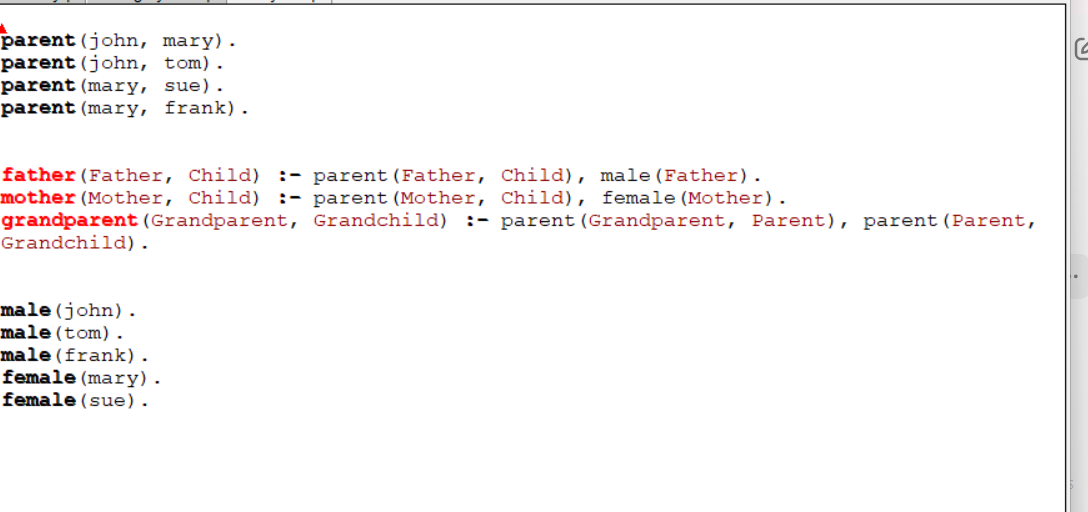 parent(john, mary).
parent(john, tom).
parent(mary, sue).
parent(mary, frank).
father(Father, Child) :- parent(Father, Child), male(Father).
mother(Mother, Child) :- parent(Mother, Child), female(Mother).
grandparent(Grandparent, Grandchild) :- parent(Grandparent, Parent), parent(Parent,
Grandchild).
male(john).
male(tom).
male(frank).
female(mary).
female(sue).